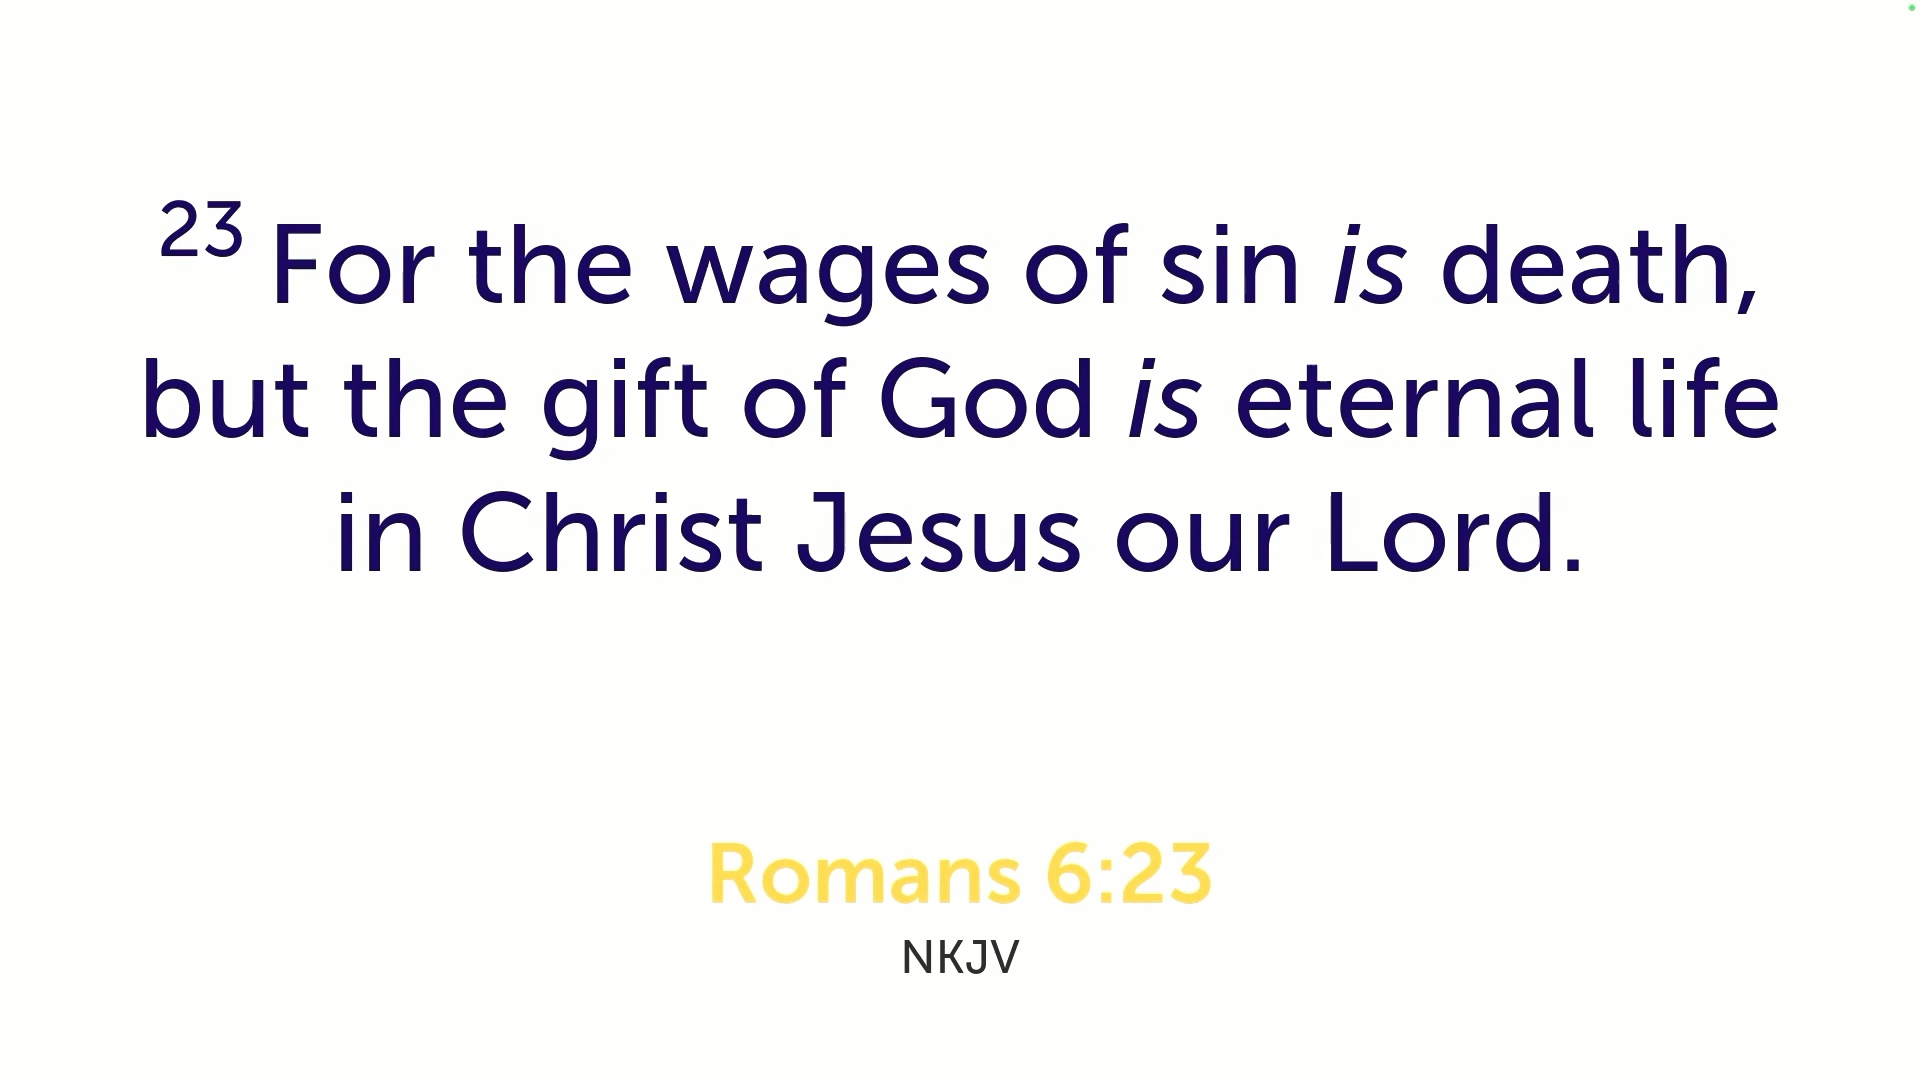 23 For the wages of sin is death,
but the gift of God is eternal life
in Christ Jesus our Lord.
Romans 6:23
NKJV